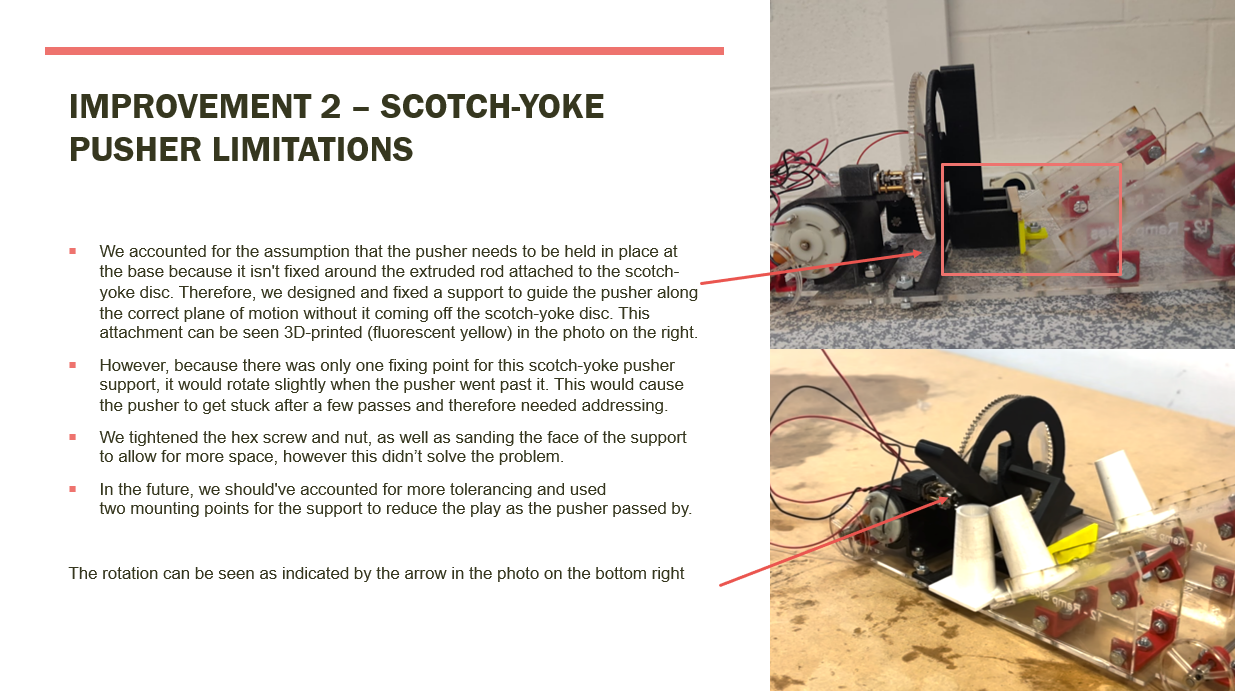 IMPROVEMENT 2 – SCOTCH-YOKE
PUSHER LIMITATIONS
We accounted for the assumption that the pusher needs to be held in place at
the base because it isn't fixed around the extruded rod attached to the scotch-
yoke disc. Therefore, we designed and fixed a support to guide the pusher along
the correct plane of motion without it coming off the scotch-yoke disc. This
attachment can be seen 3D-printed (fluorescent yellow) in the photo on the right.
However, because there was only one fixing point for this scotch-yoke pusher
support, it would rotate slightly when the pusher went past it. This would cause
the pusher to get stuck after a few passes and therefore needed addressing.
We tightened the hex screw and nut, as well as sanding the face of the support
to allow for more space, however this didn’t solve the problem.
In the future, we should've accounted for more tolerancing and used
two mounting points for the support to reduce the play as the pusher passed by.
The rotation can be seen as indicated by the arrow in the photo on the bottom right
12 - Ramp Sides
12 - Ramp Sides